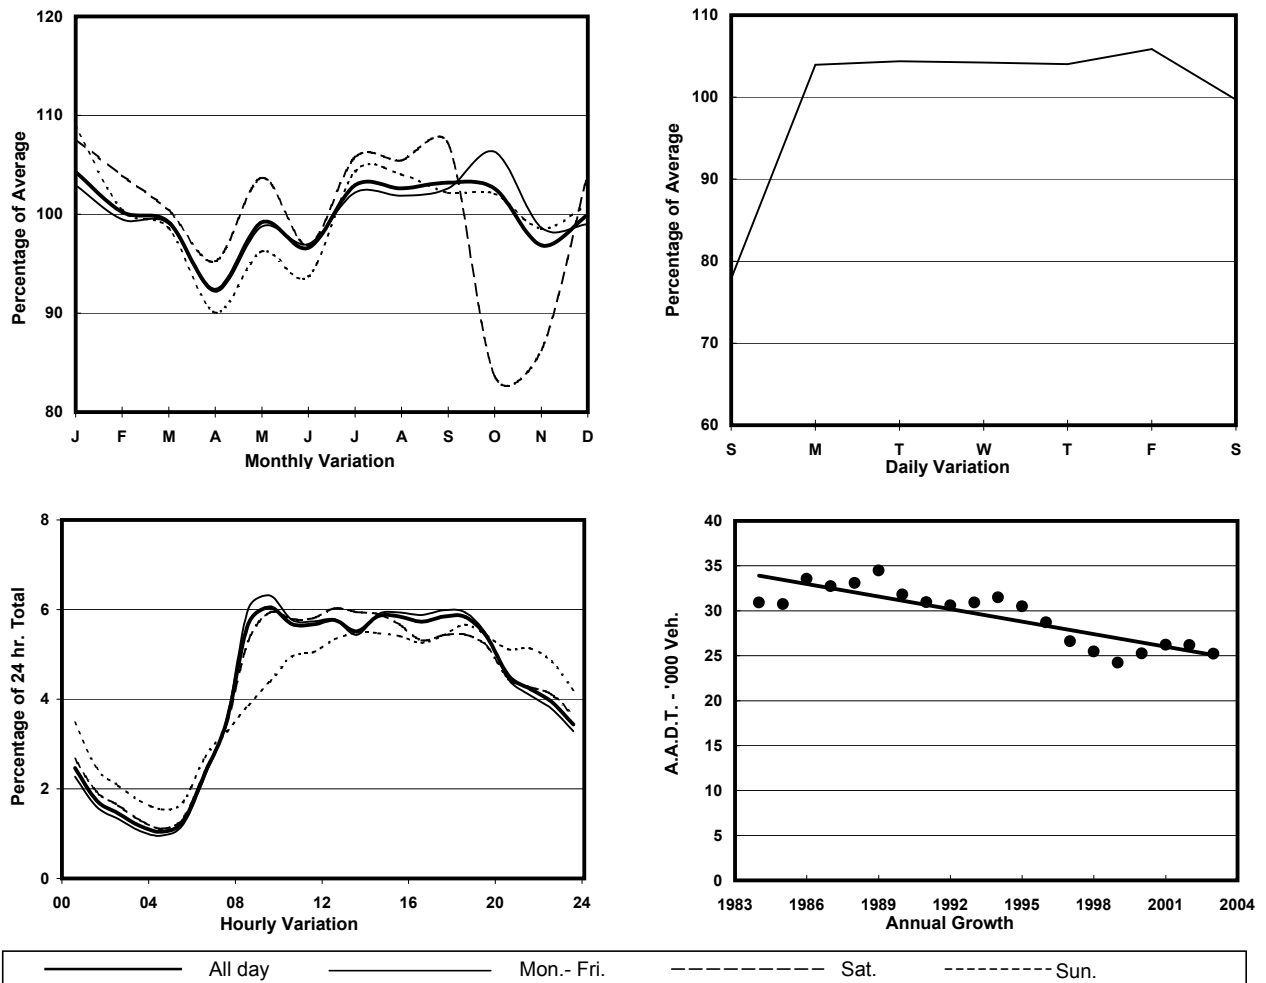 120
110
100
90
80
Percentage of Average
J F M A M J J A S O N D
Monthly Variation
110
100
90
80
70
60
Percentage of Average
S M T W T F S
Daily Variation
8
6
4
2
0
Percentage of 24 hr. Total
00 04 08 12 16 20 24
Hourly Variation
40
35
30
25
20
15
10
5
0
A.A.D.T. - '000 Veh.
1983 1986 1989 1992 1995 1998 2001 2004
Annual Growth
All day Mon.- Fri. Sat. Sun.